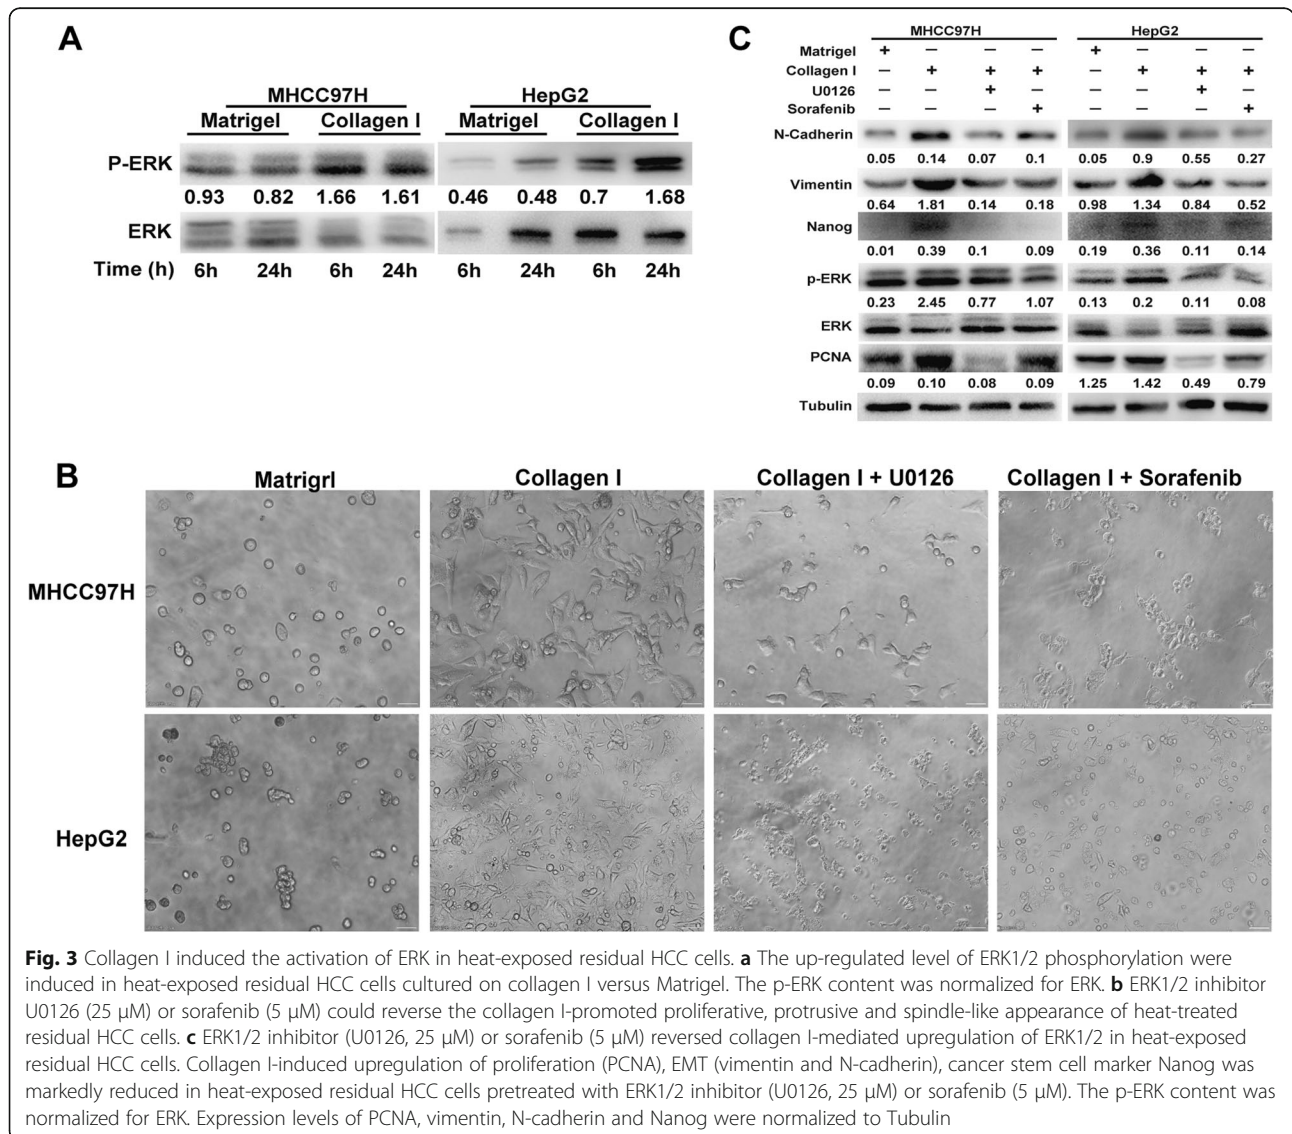 A
MHCC97H HepG2
Matrigel Collagen I Matrigel Collagen I
P-ERK
0.93 0.82 1.66 1.61 0.46 0.48 0.7 1.68
ERK
Time (h) 6h 24h 6h 24h 6h 24h 6h 24h
C
MHCC97H HepG2
Matrigel + − − − + − − −
Collagen I − + + + − + + +
U0126 − − + − − − + −
Sorafenib − − − + − − − +
N-Cadherin
0.05 0.14 0.07 0.1 0.05 0.9 0.55 0.27
Vimentin
0.64 1.81 0.14 0.18 0.98 1.34 0.84 0.52
Nanog
0.01 0.39 0.1 0.09 0.19 0.36 0.11 0.14
p-ERK
0.23 2.45 0.77 1.07 0.13 0.2 0.11 0.08
ERK
PCNA
0.09 0.10 0.08 0.09 1.25 1.42 0.49 0.79
Tubulin
B
Matrigrl Collagen I Collagen I + U0126 Collagen I + Sorafenib
MHCC97H
HepG2
Fig. 3 Collagen I induced the activation of ERK in heat-exposed residual HCC cells. a The up-regulated level of ERK1/2 phosphorylation were
induced in heat-exposed residual HCC cells cultured on collagen I versus Matrigel. The p-ERK content was normalized for ERK. b ERK1/2 inhibitor
U0126 (25 μM) or sorafenib (5 μM) could reverse the collagen I-promoted proliferative, protrusive and spindle-like appearance of heat-treated
residual HCC cells. c ERK1/2 inhibitor (U0126, 25 μM) or sorafenib (5 μM) reversed collagen I-mediated upregulation of ERK1/2 in heat-exposed
residual HCC cells. Collagen I-induced upregulation of proliferation (PCNA), EMT (vimentin and N-cadherin), cancer stem cell marker Nanog was
markedly reduced in heat-exposed residual HCC cells pretreated with ERK1/2 inhibitor (U0126, 25 μM) or sorafenib (5 μM). The p-ERK content was
normalized for ERK. Expression levels of PCNA, vimentin, N-cadherin and Nanog were normalized to Tubulin